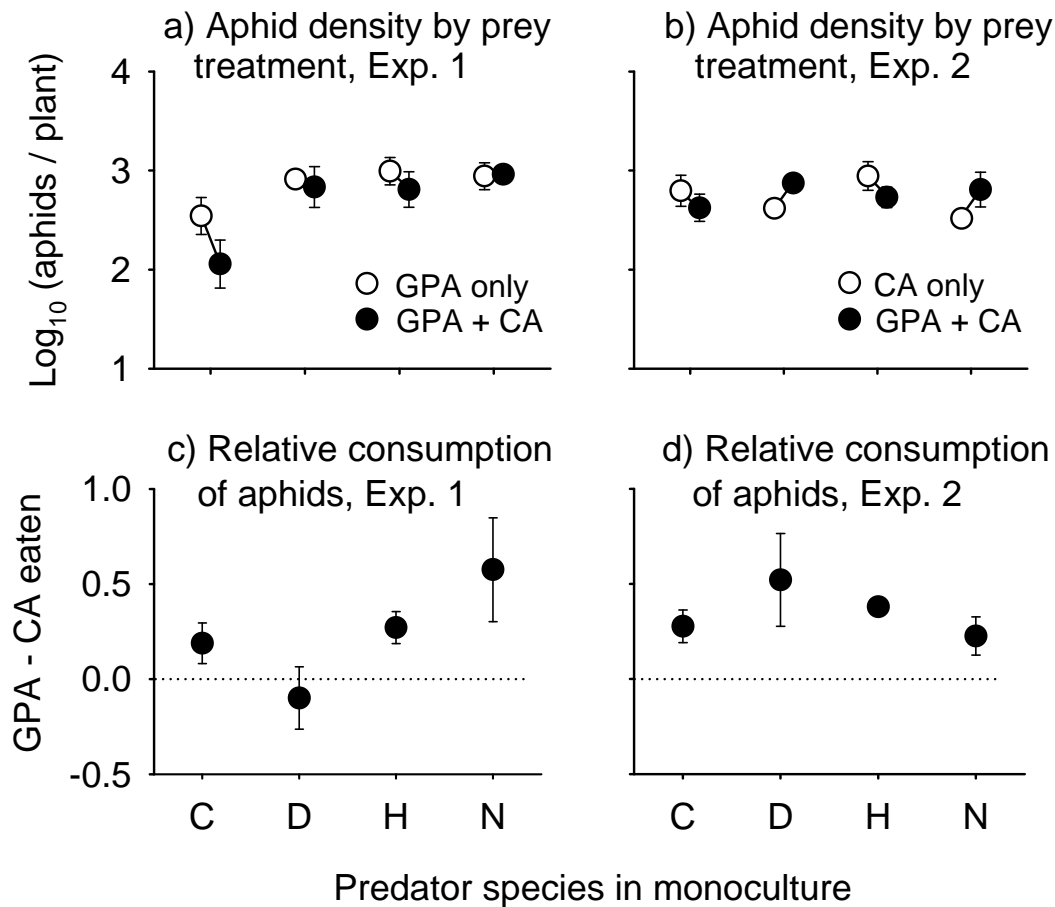 a) Aphid density by prey
treatment, Exp. 1
b) Aphid density by prey
treatment, Exp. 2
Log10 (aphids / plant)
4
3
2
1
GPA only
GPA + CA
CA only
GPA + CA
c) Relative consumption
of aphids, Exp. 1
d) Relative consumption
of aphids, Exp. 2
GPA - CA eaten
1.0
0.5
0.0
-0.5
C D H N
C D H N
Predator species in monoculture